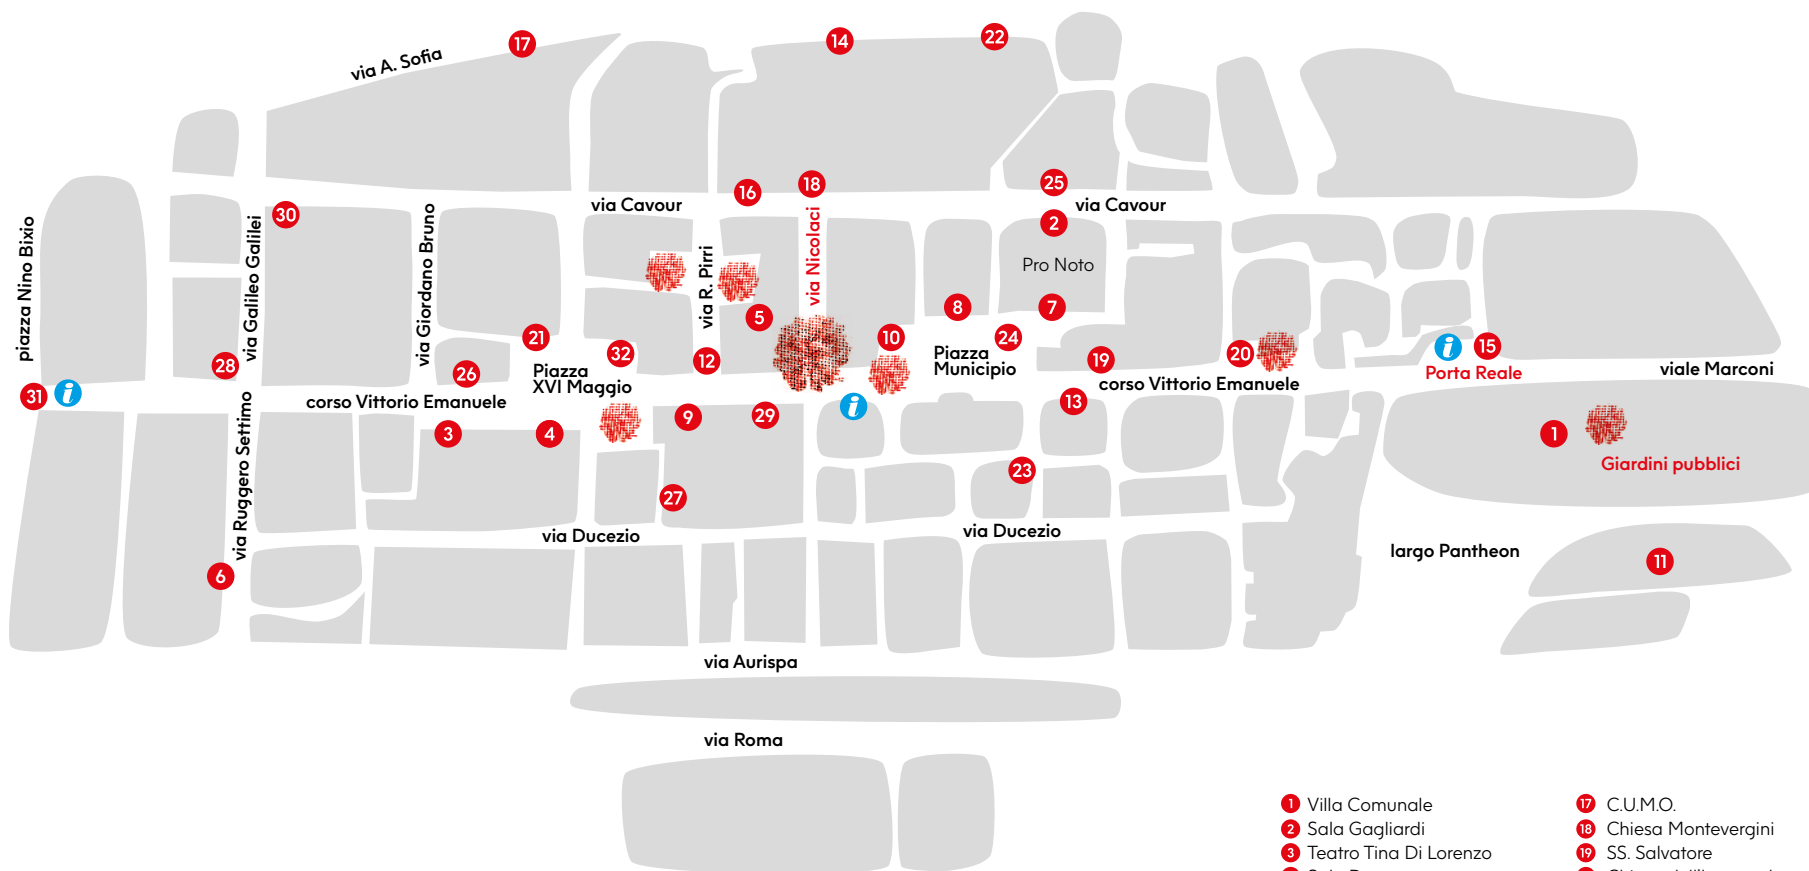 17
14
22
via A. Sofia
16
18
25
via Cavour
via Cavour
30
2
piazza Nino Bixio
via Galileo Galilei
via Giordano Bruno
via R. Pirri
via Nicolaci
Pro Noto
5
8
7
21
32
12
10
24
19
20
i
15
28
26
Piazza
XVI Maggio
Piazza
Municipio
Porta Reale
viale Marconi
31
i
corso Vittorio Emanuele
corso Vittorio Emanuele
3
4
9
29
i
13
1
Giardini pubblici
via Ruggero Settimo
27
23
via Ducezio
via Ducezio
largo Pantheon
11
6
via Aurispa
via Roma
1 Villa Comunale
2 Sala Gagliardi
3 Teatro Tina Di Lorenzo
17 C.U.M.O.
18 Chiesa Montevergini
19 SS. Salvatore